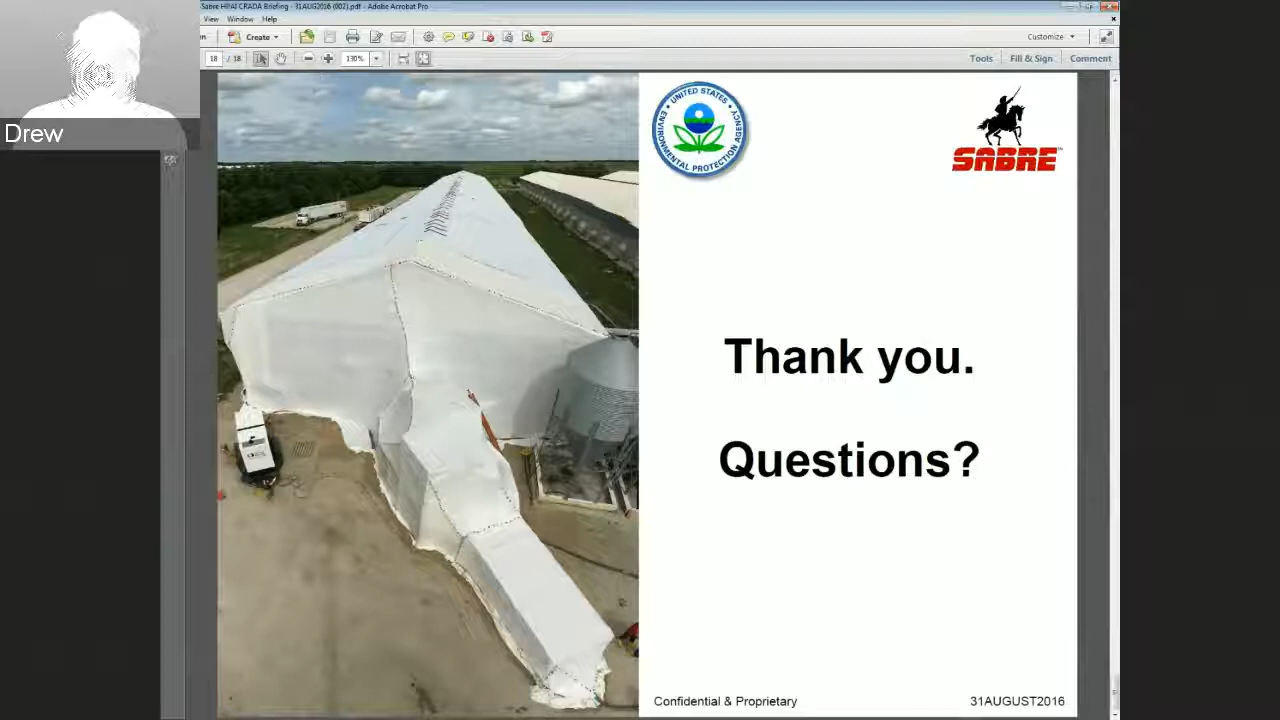 Sabre HPAI CRADA Briefing - 31AUG2016 (002).pdf - Adobe Acrobat Pro
View Window Help
Create
Customize
18 / 18
130%
Tools Fill & Sign Comment
Drew
UNITED STATES
ENVIRONMENTAL PROTECTION AGENCY
SABRE™
Thank you.
Questions?
Confidential & Proprietary
31AUGUST2016